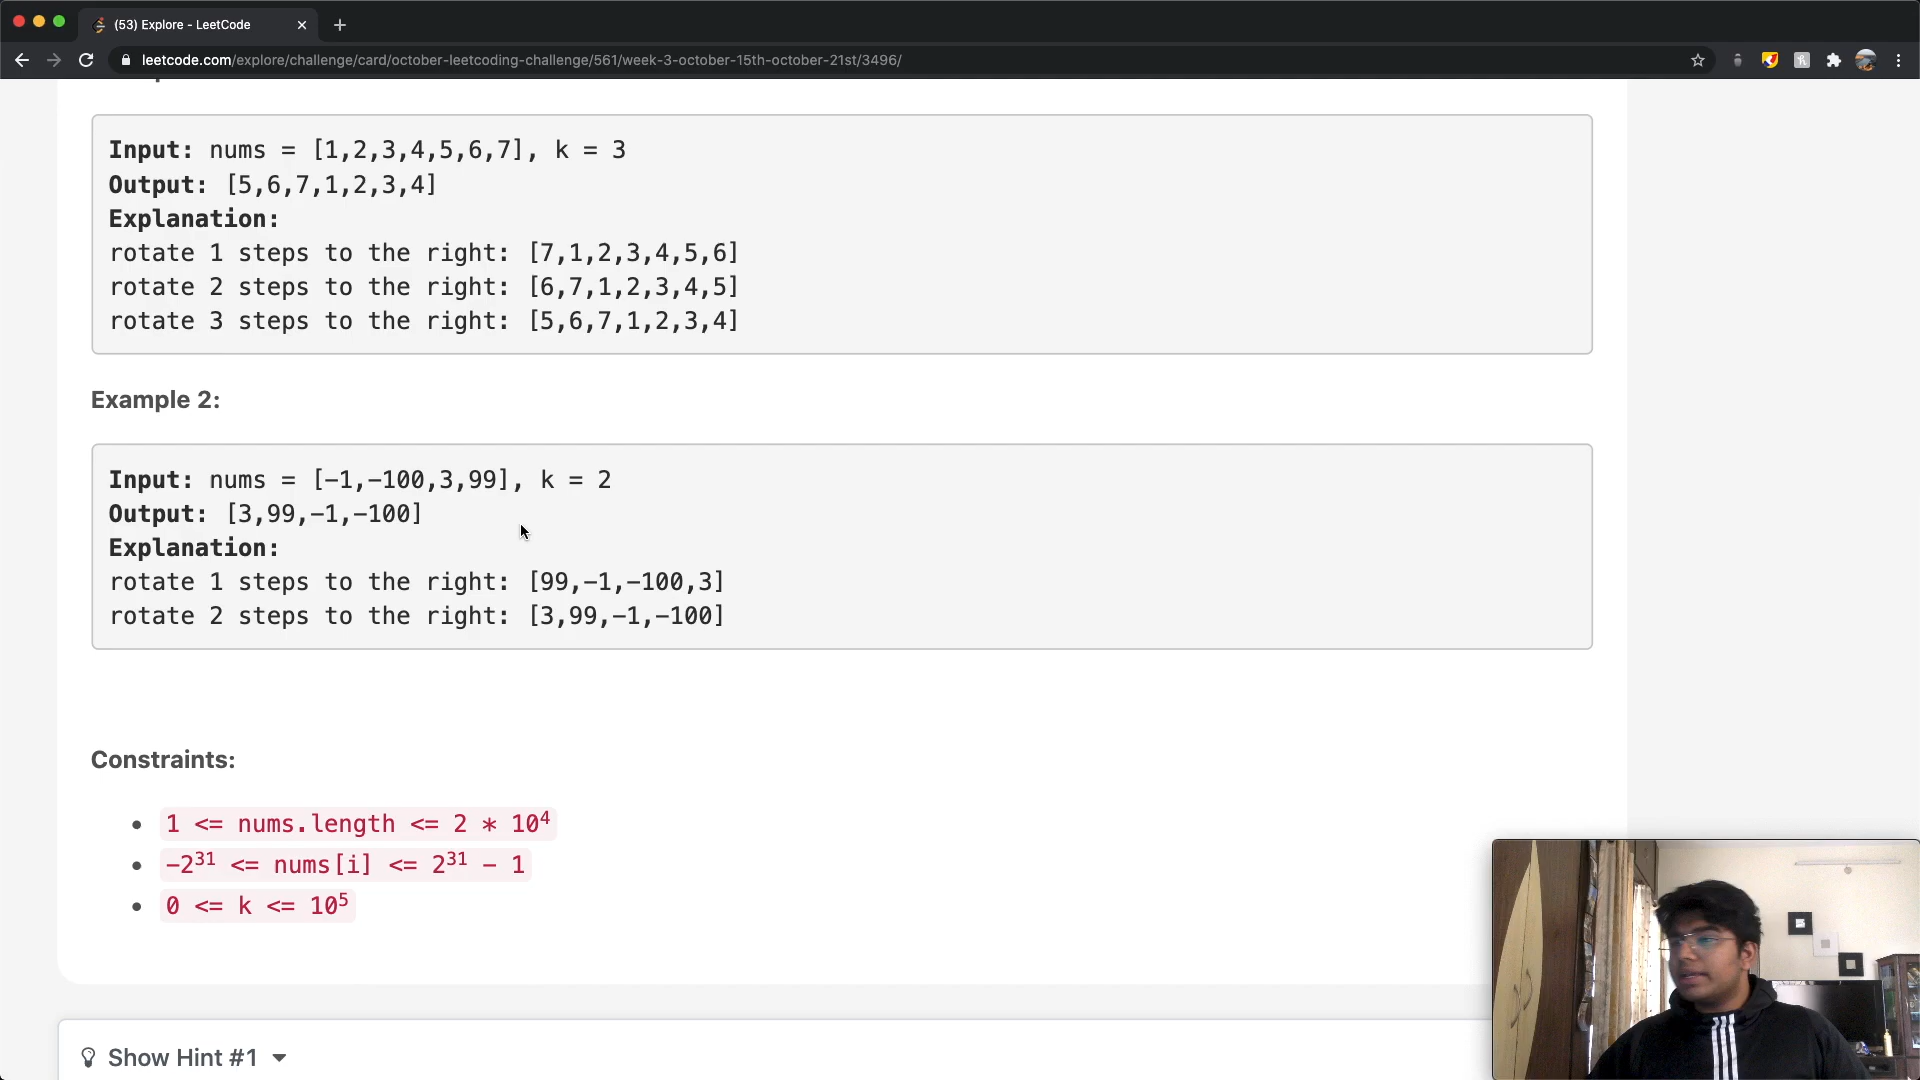 (53) Explore - LeetCode
leetcode.com/explore/challenge/card/october-leetcoding-challenge/561/week-3-october-15th-october-21st/3496/
Input: nums = [1,2,3,4,5,6,7], k = 3
Output: [5,6,7,1,2,3,4]
Explanation:
rotate 1 steps to the right: [7,1,2,3,4,5,6]
rotate 2 steps to the right: [6,7,1,2,3,4,5]
rotate 3 steps to the right: [5,6,7,1,2,3,4]
Example 2:
Input: nums = [-1,-100,3,99], k = 2
Output: [3,99,-1,-100]
Explanation:
rotate 1 steps to the right: [99,-1,-100,3]
rotate 2 steps to the right: [3,99,-1,-100]
Constraints:
1 <= nums.length <= 2 * 10⁴
-2³¹ <= nums[i] <= 2³¹ - 1
0 <= k <= 10⁵
Show Hint #1